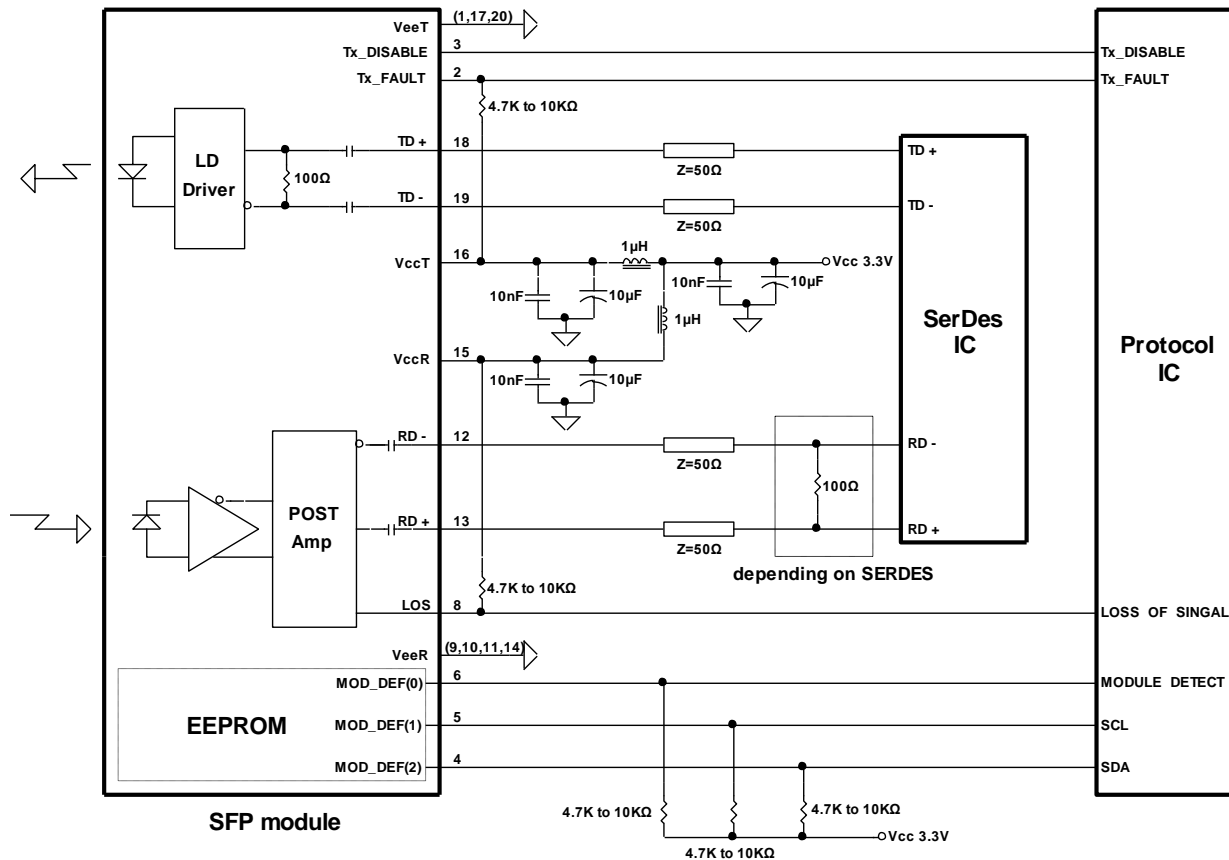 VeeT (1,17,20)
Tx_DISABLE 3 Tx_DISABLE
Tx_FAULT 2 Tx_FAULT
4.7K to 10KΩ
LD
Driver
100Ω
TD + 18 Z=50Ω TD +
TD - 19 Z=50Ω TD -
1µH
VccT 16 Vcc 3.3V
10nF 10µF 10nF 10µF
1µH
SerDes
IC
Protocol
IC
VccR 15
10nF 10µF
RD - 12 Z=50Ω RD -
100Ω
POST
Amp
RD + 13 Z=50Ω RD +
depending on SERDES
4.7K to 10KΩ
LOS 8 LOSS OF SINGAL
VeeR (9,10,11,14)
MOD_DEF(0) 6 MODULE DETECT
EEPROM
MOD_DEF(1) 5 SCL
MOD_DEF(2) 4 SDA
4.7K to 10KΩ 4.7K to 10KΩ
SFP module
Vcc 3.3V
4.7K to 10KΩ